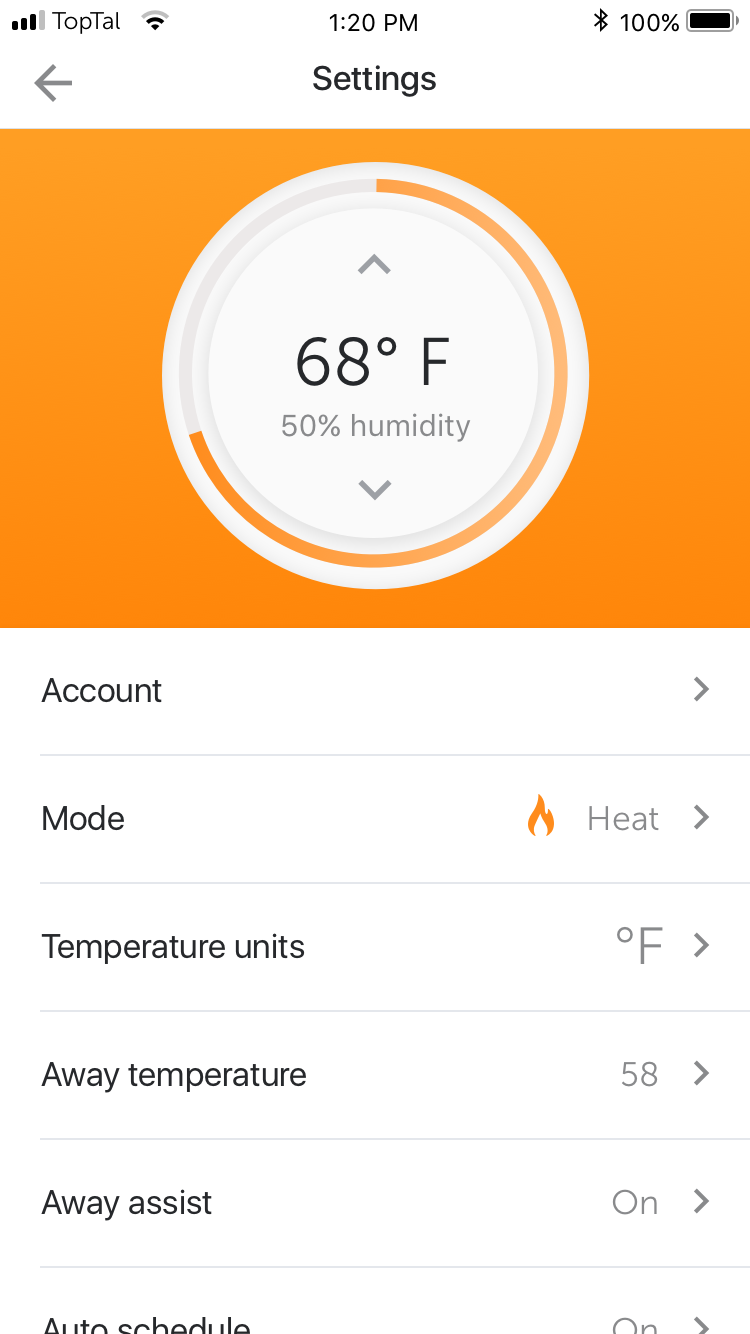 TopTal 1:20 PM 100%
Settings
68° F
50% humidity
Account
Mode Heat
Temperature units °F
Away temperature 58
Away assist On
Auto schedule On